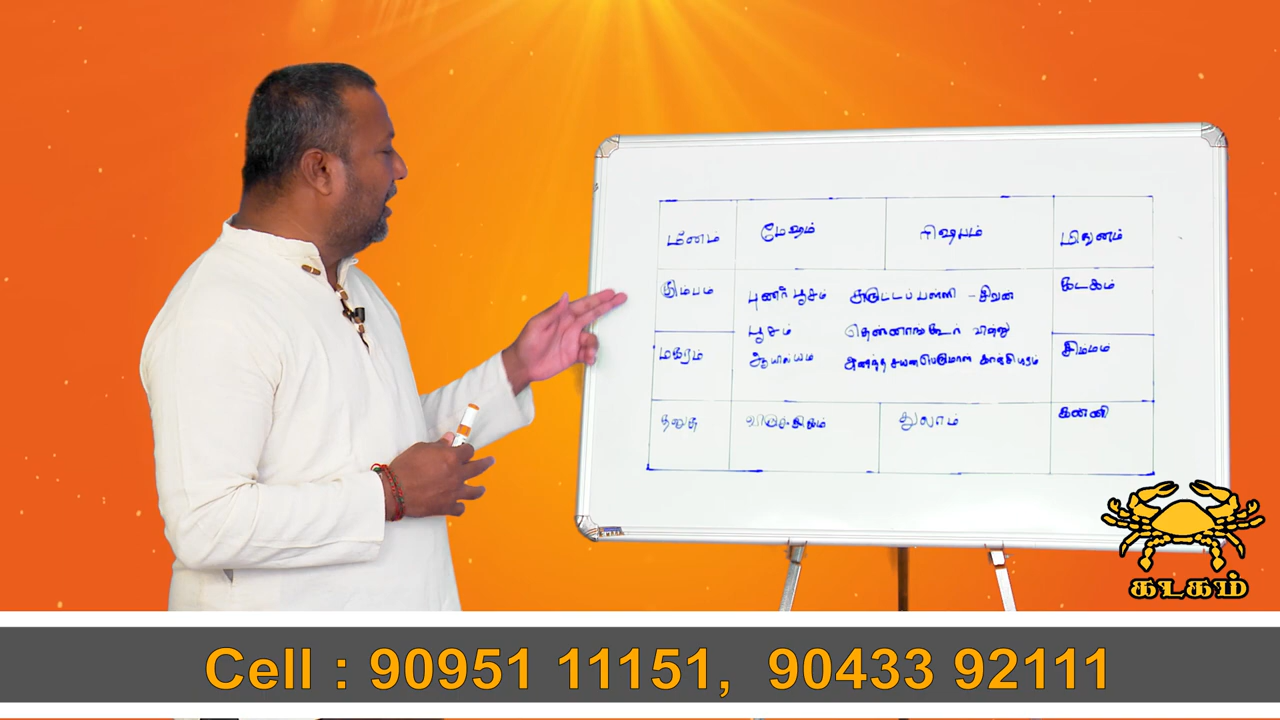 மீனம் மேஷம் ரிஷபம் மிதுனம்
கும்பம் புனர் பூசம் - சிவன் கடகம்
பூசம்
மகரம் ஆயில்யம் சிம்மம்
தனுசு விருச்சிகம் துலாம் கன்னி
கடகம்
Cell : 90951 11151, 90433 92111